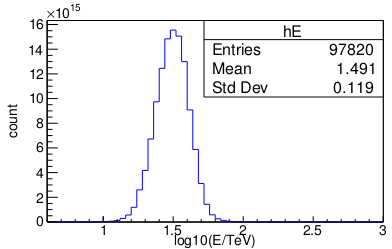 ×10¹⁵
hE
Entries 97820
Mean 1.491
Std Dev 0.119
16
14
12
10
8
6
4
2
0
count
1 1.5 2 2.5 3
log10(E/TeV)